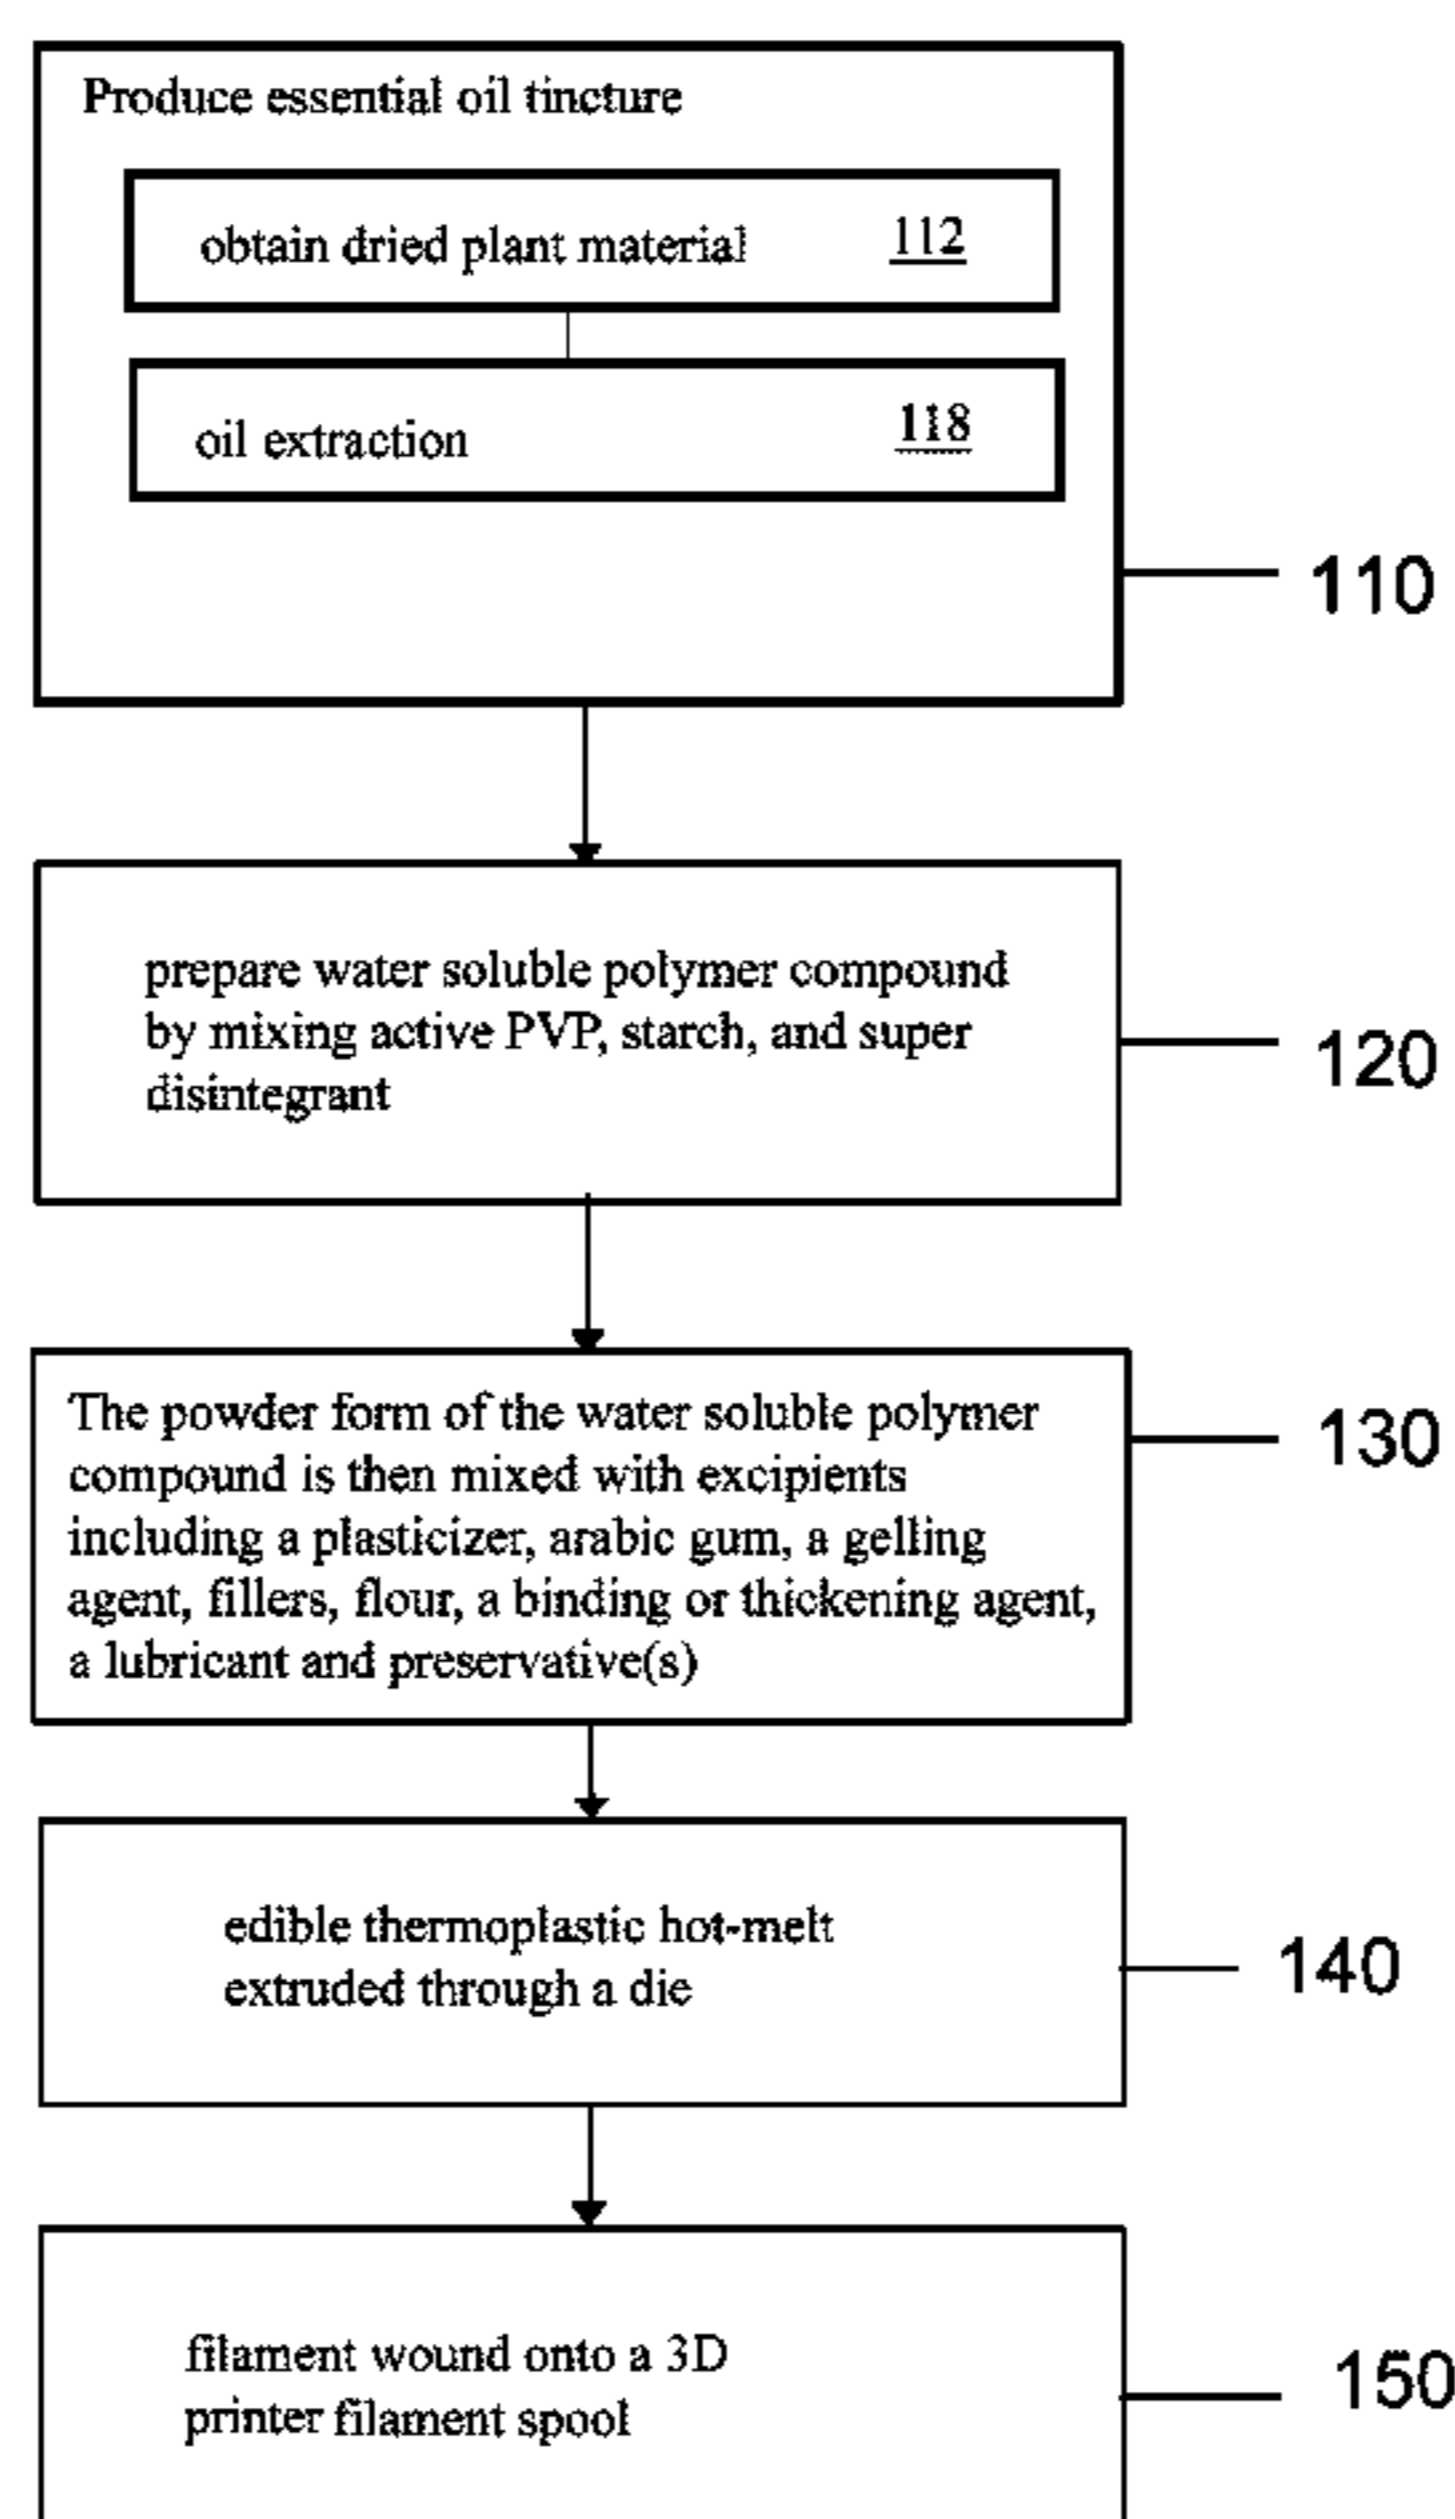 Produce essential oil tincture
obtain dried plant material 112
oil extraction 118
110
prepare water soluble polymer compound
by mixing active PVP, starch, and super
disintegrant
120
The powder form of the water soluble polymer
compound is then mixed with excipients
including a plasticizer, arabic gum, a gelling
agent, fillers, flour, a binding or thickening agent,
a lubricant and preservative(s)
130
edible thermoplastic hot-melt
extruded through a die
140
filament wound onto a 3D
printer filament spool
150